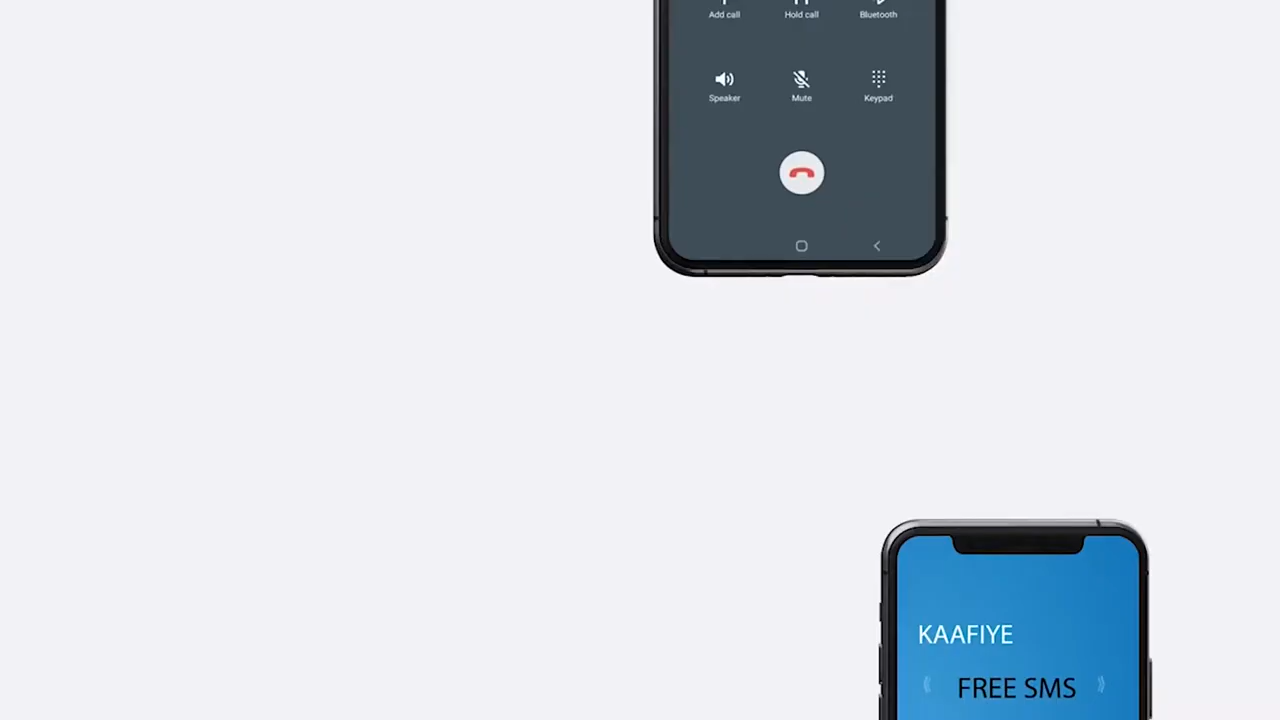 Add call Hold call Bluetooth
Speaker Mute Keypad
KAAFIYE
FREE SMS